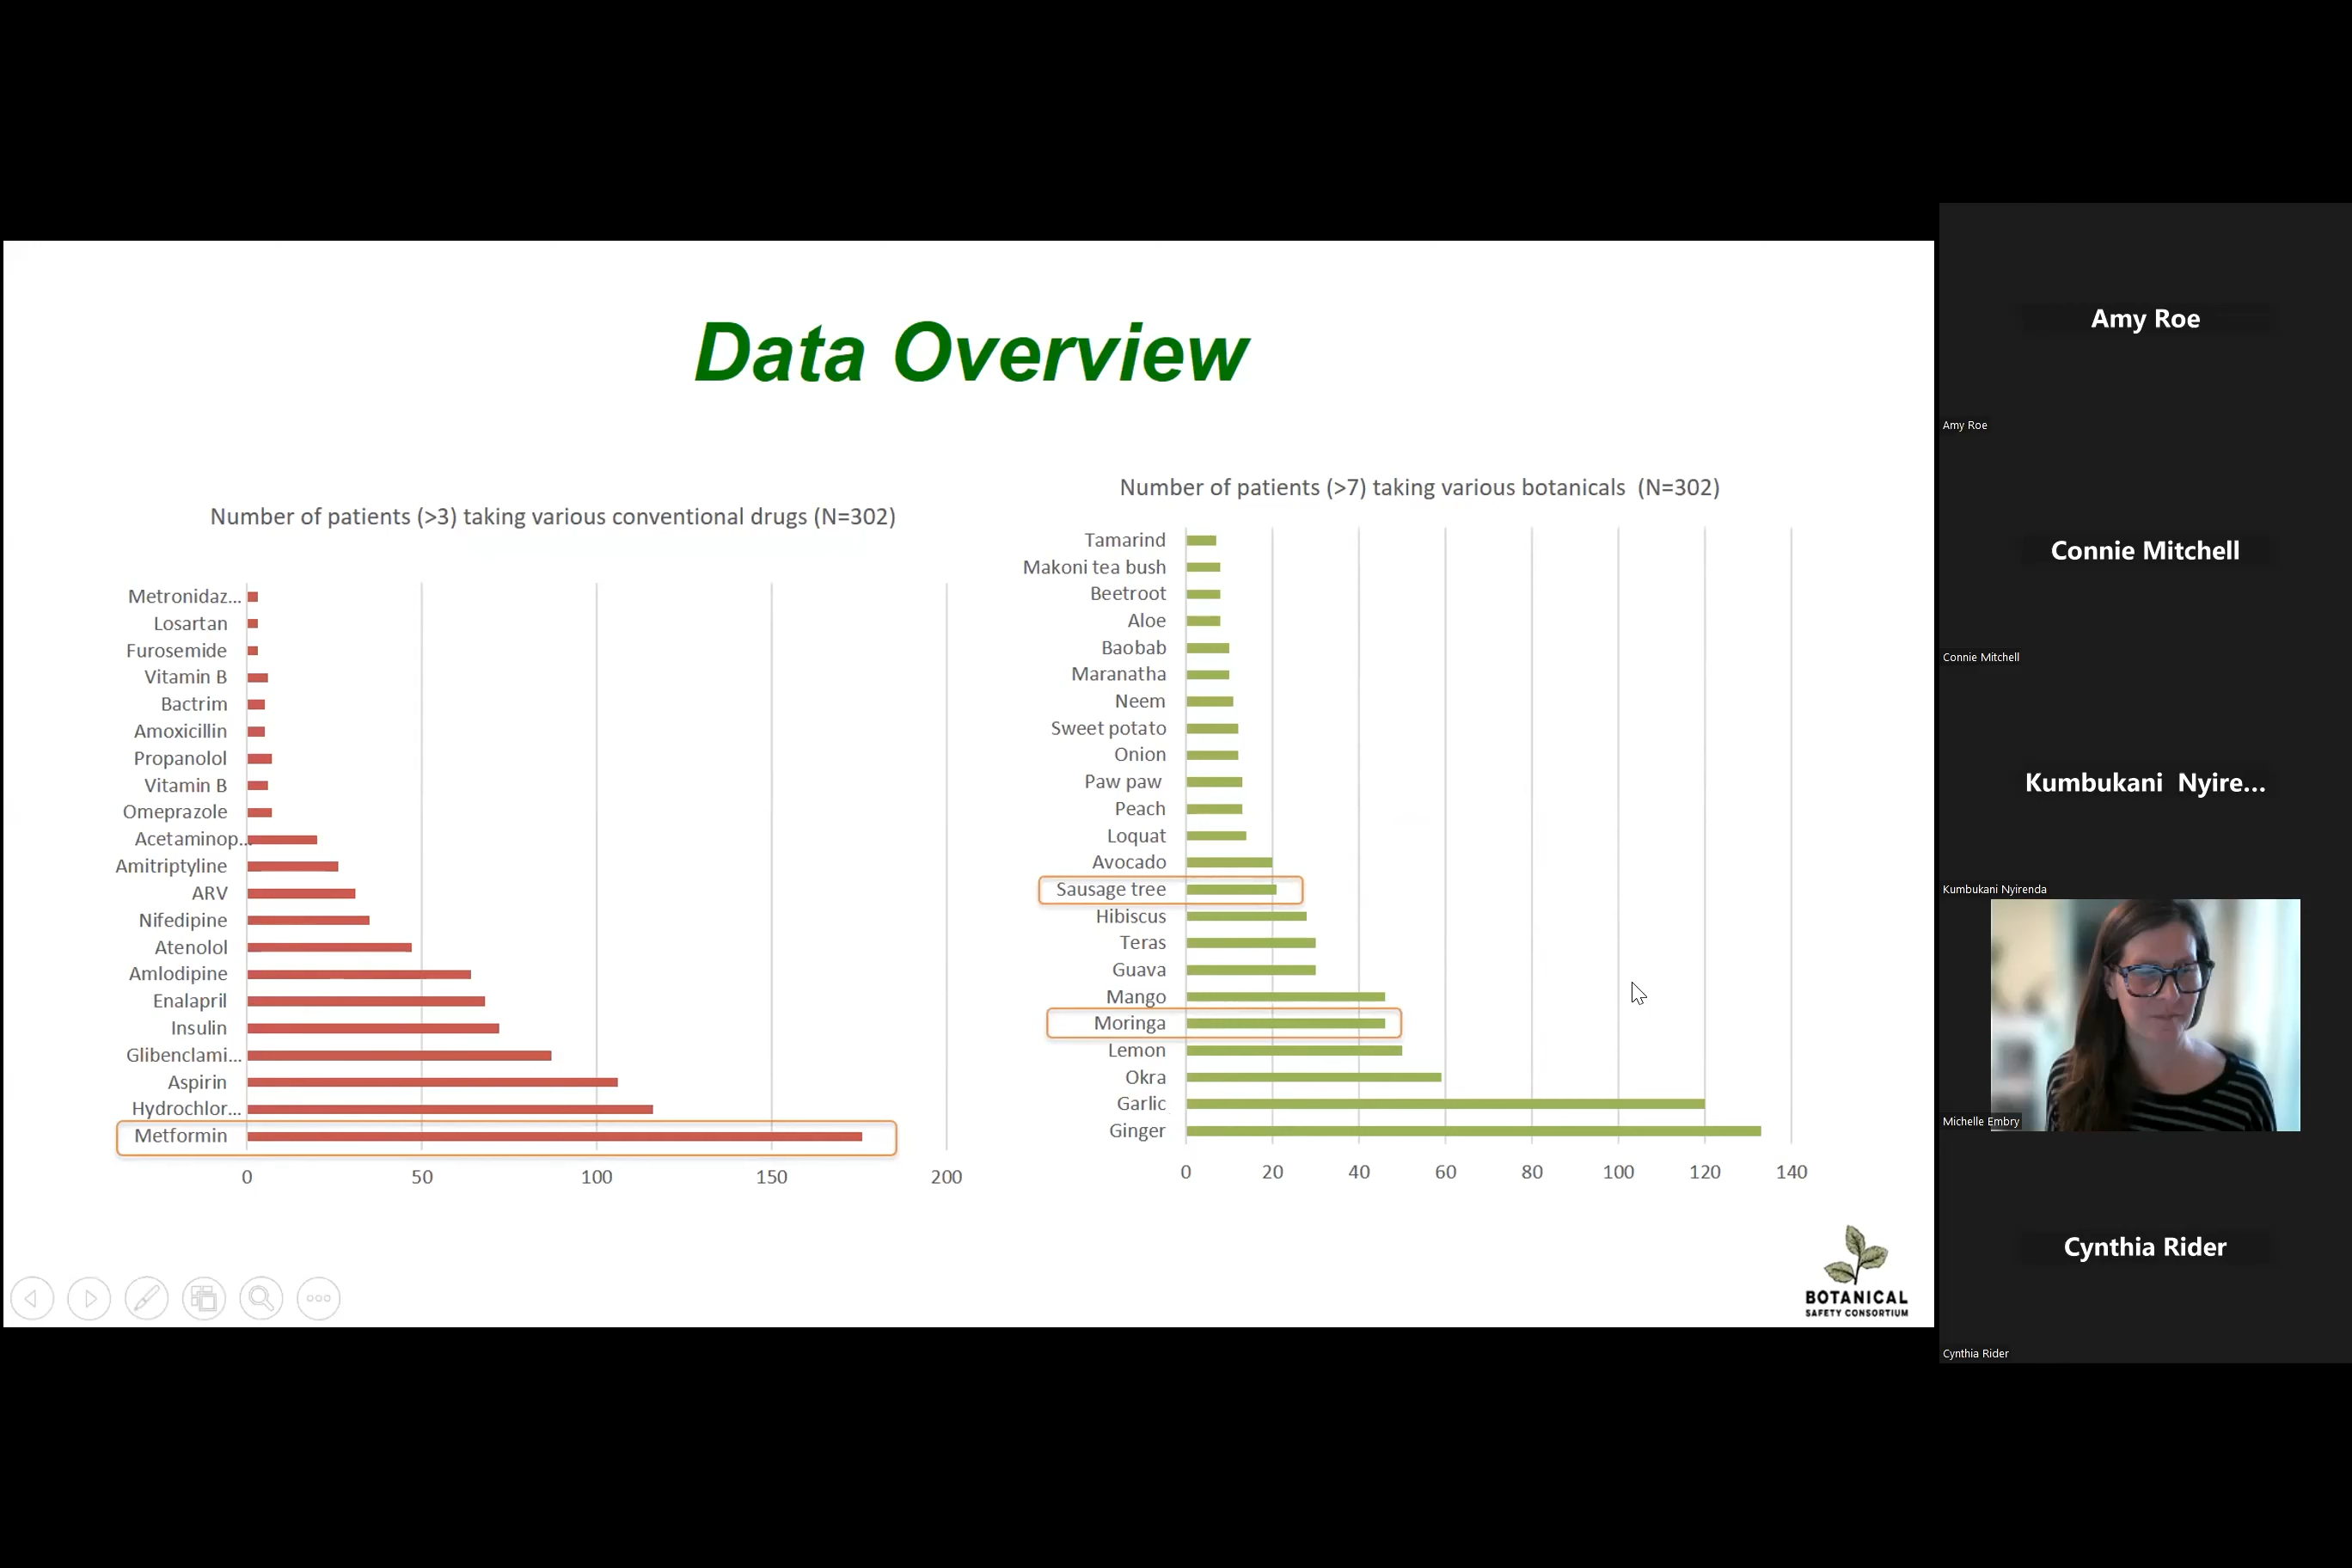 Data Overview
Number of patients (>3) taking various conventional drugs (N=302)
Metronidaz...
Losartan
Furosemide
Vitamin B
Bactrim
Amoxicillin
Propanolol
Vitamin B
Omeprazole
Acetaminop...
Amitriptyline
ARV
Nifedipine
Atenolol
Amlodipine
Enalapril
Insulin
Glibenclami...
Aspirin
Hydrochlor...
Metformin
0 50 100 150 200
Number of patients (>7) taking various botanicals (N=302)
Tamarind
Makoni tea bush
Beetroot
Aloe
Baobab
Maranatha
Neem
Sweet potato
Onion
Paw paw
Peach
Loquat
Avocado
Sausage tree
Hibiscus
Teras
Guava
Mango
Moringa
Lemon
Okra
Garlic
Ginger
0 20 40 60 80 100 120 140
BOTANICAL
SAFETY CONSORTIUM
Amy Roe
Amy Roe
Connie Mitchell
Connie Mitchell
Kumbukani Nyire...
Kumbukani Nyirenda
Michelle Embry
Cynthia Rider
Cynthia Rider